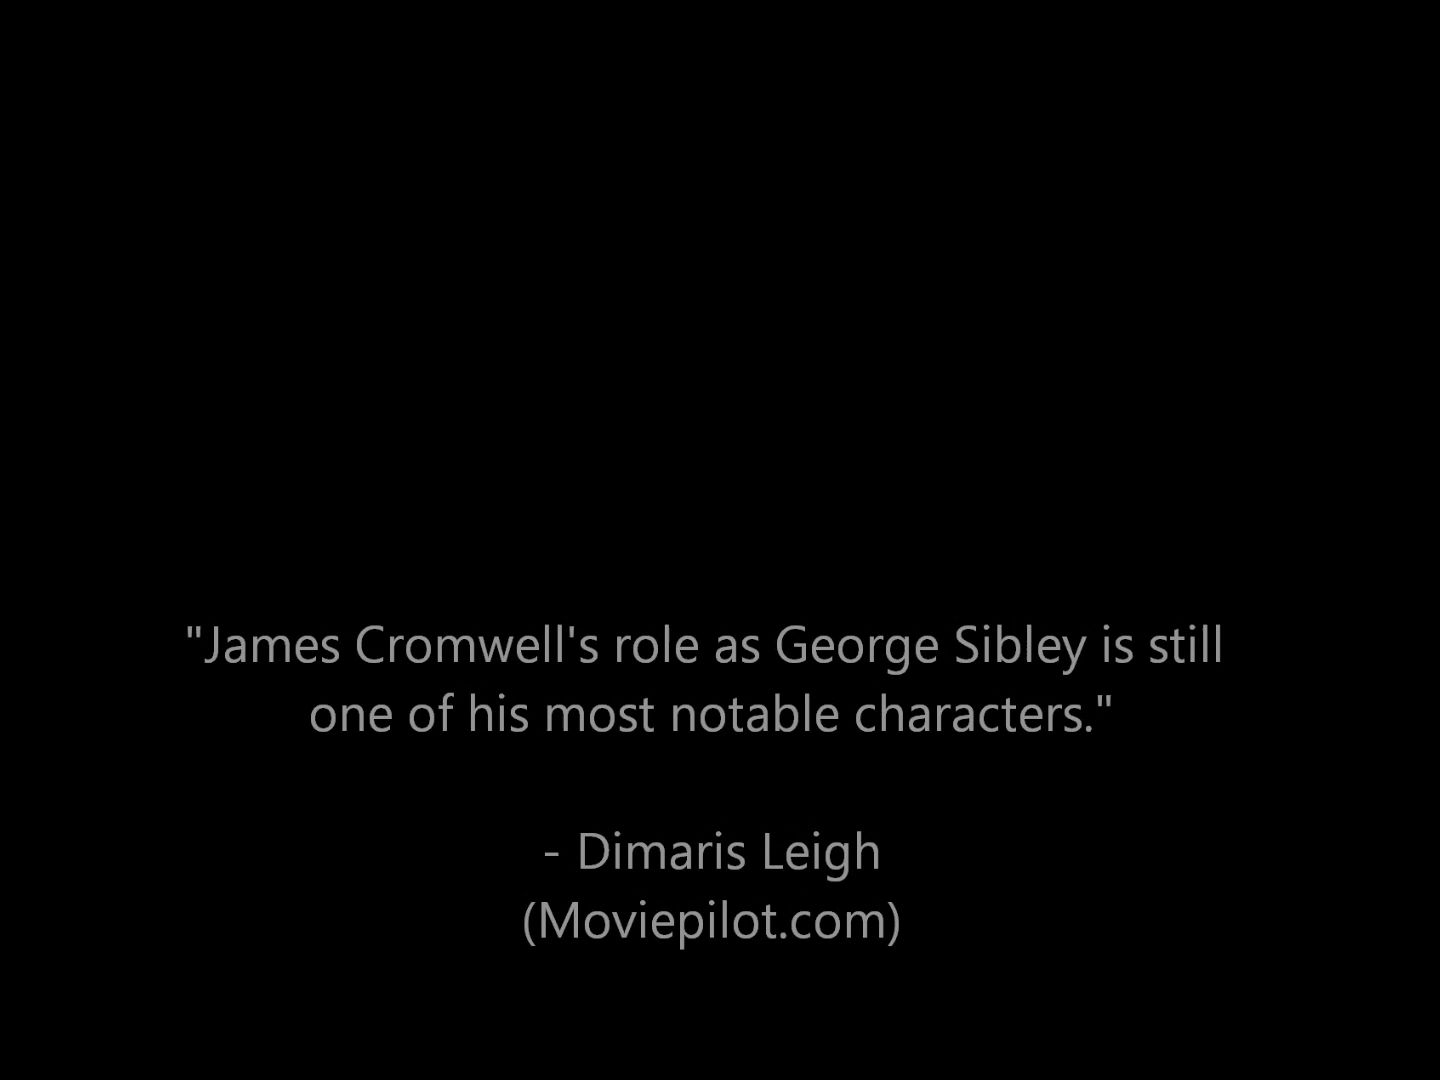 "James Cromwell's role as George Sibley is still
one of his most notable characters."
- Dimaris Leigh
(Moviepilot.com)